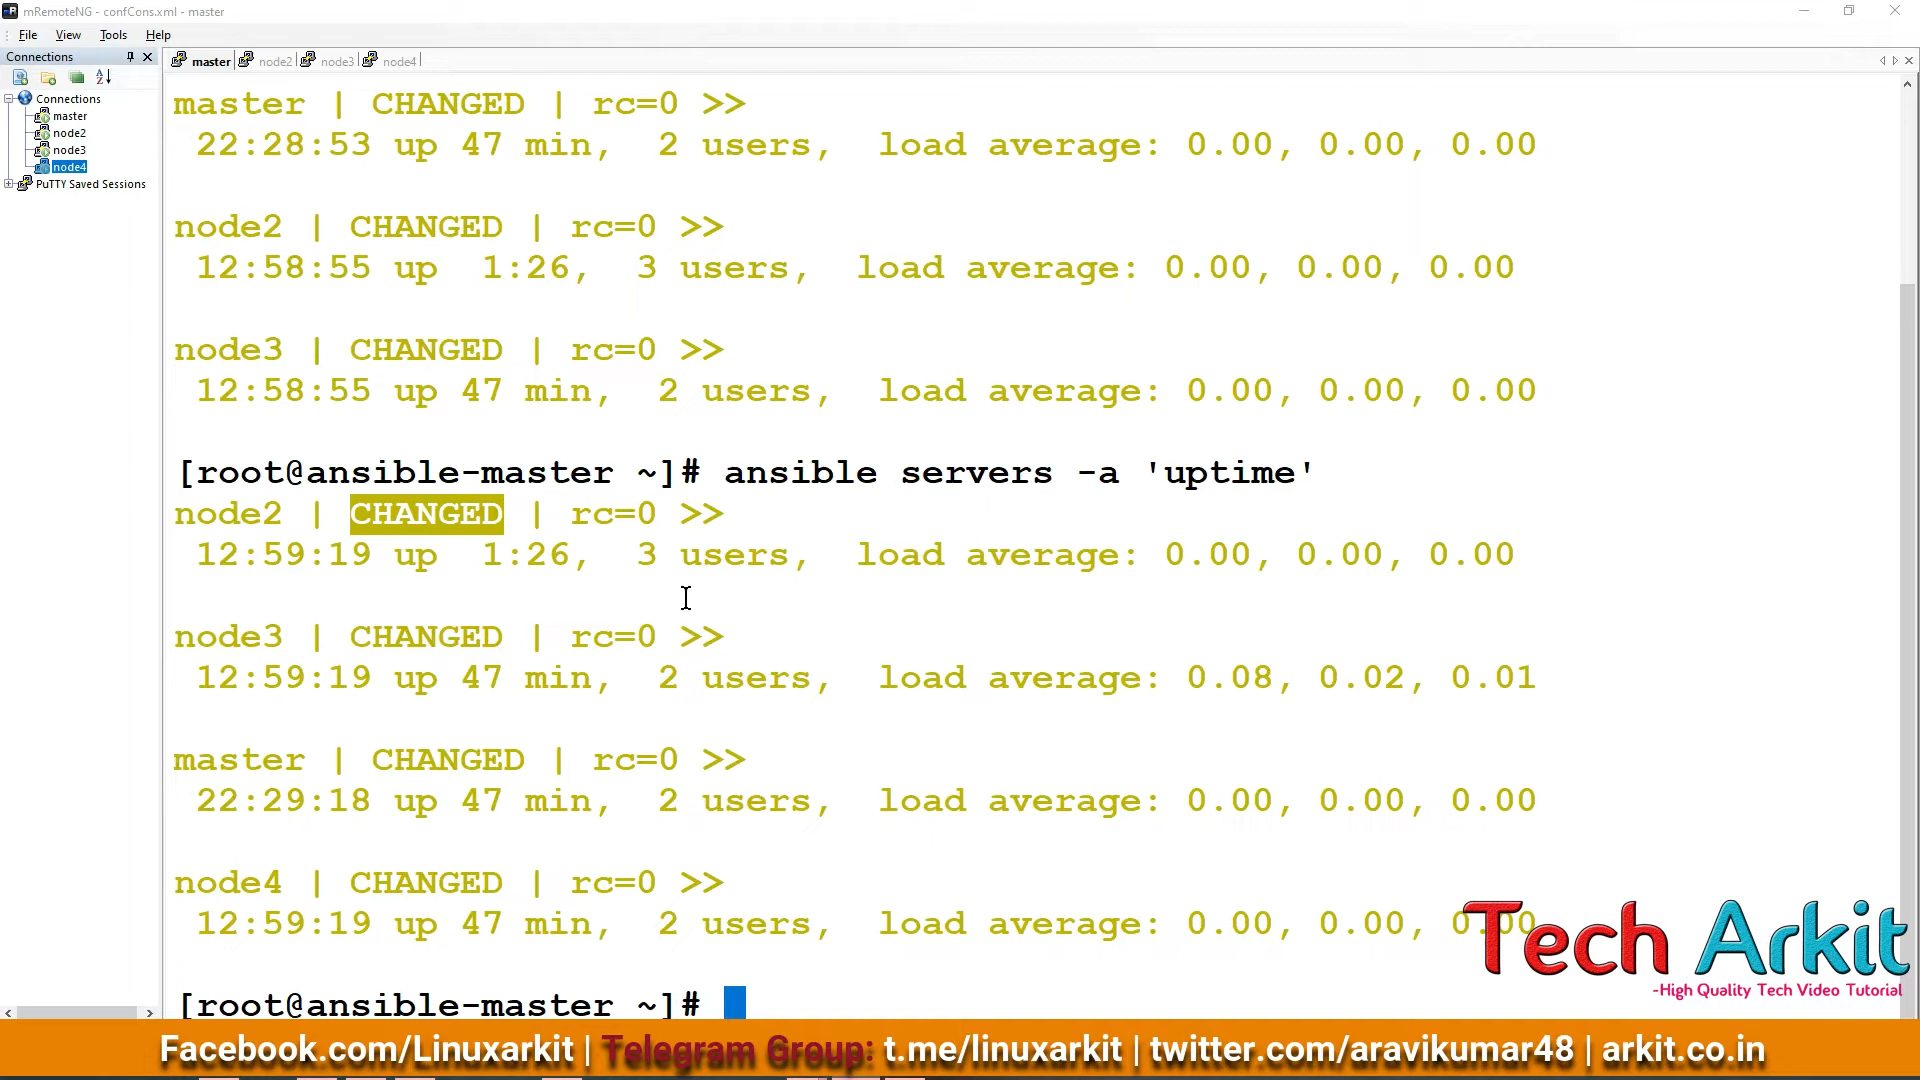 mRemoteNG - confCons.xml - master
File View Tools Help
Connections
master node2 node3 node4
Connections
master
node2
node3
node4
PuTTY Saved Sessions
master | CHANGED | rc=0 >>
22:28:53 up 47 min, 2 users, load average: 0.00, 0.00, 0.00
node2 | CHANGED | rc=0 >>
12:58:55 up 1:26, 3 users, load average: 0.00, 0.00, 0.00
node3 | CHANGED | rc=0 >>
12:58:55 up 47 min, 2 users, load average: 0.00, 0.00, 0.00
[root@ansible-master ~]# ansible servers -a 'uptime'
node2 | CHANGED | rc=0 >>
12:59:19 up 1:26, 3 users, load average: 0.00, 0.00, 0.00
node3 | CHANGED | rc=0 >>
12:59:19 up 47 min, 2 users, load average: 0.08, 0.02, 0.01
master | CHANGED | rc=0 >>
22:29:18 up 47 min, 2 users, load average: 0.00, 0.00, 0.00
node4 | CHANGED | rc=0 >>
12:59:19 up 47 min, 2 users, load average: 0.00, 0.00, 0.00
[root@ansible-master ~]#
Tech Arkit
-High Quality Tech Video Tutorial
Facebook.com/Linuxarkit | Telegram Group: t.me/linuxarkit | twitter.com/aravikumar48 | arkit.co.in